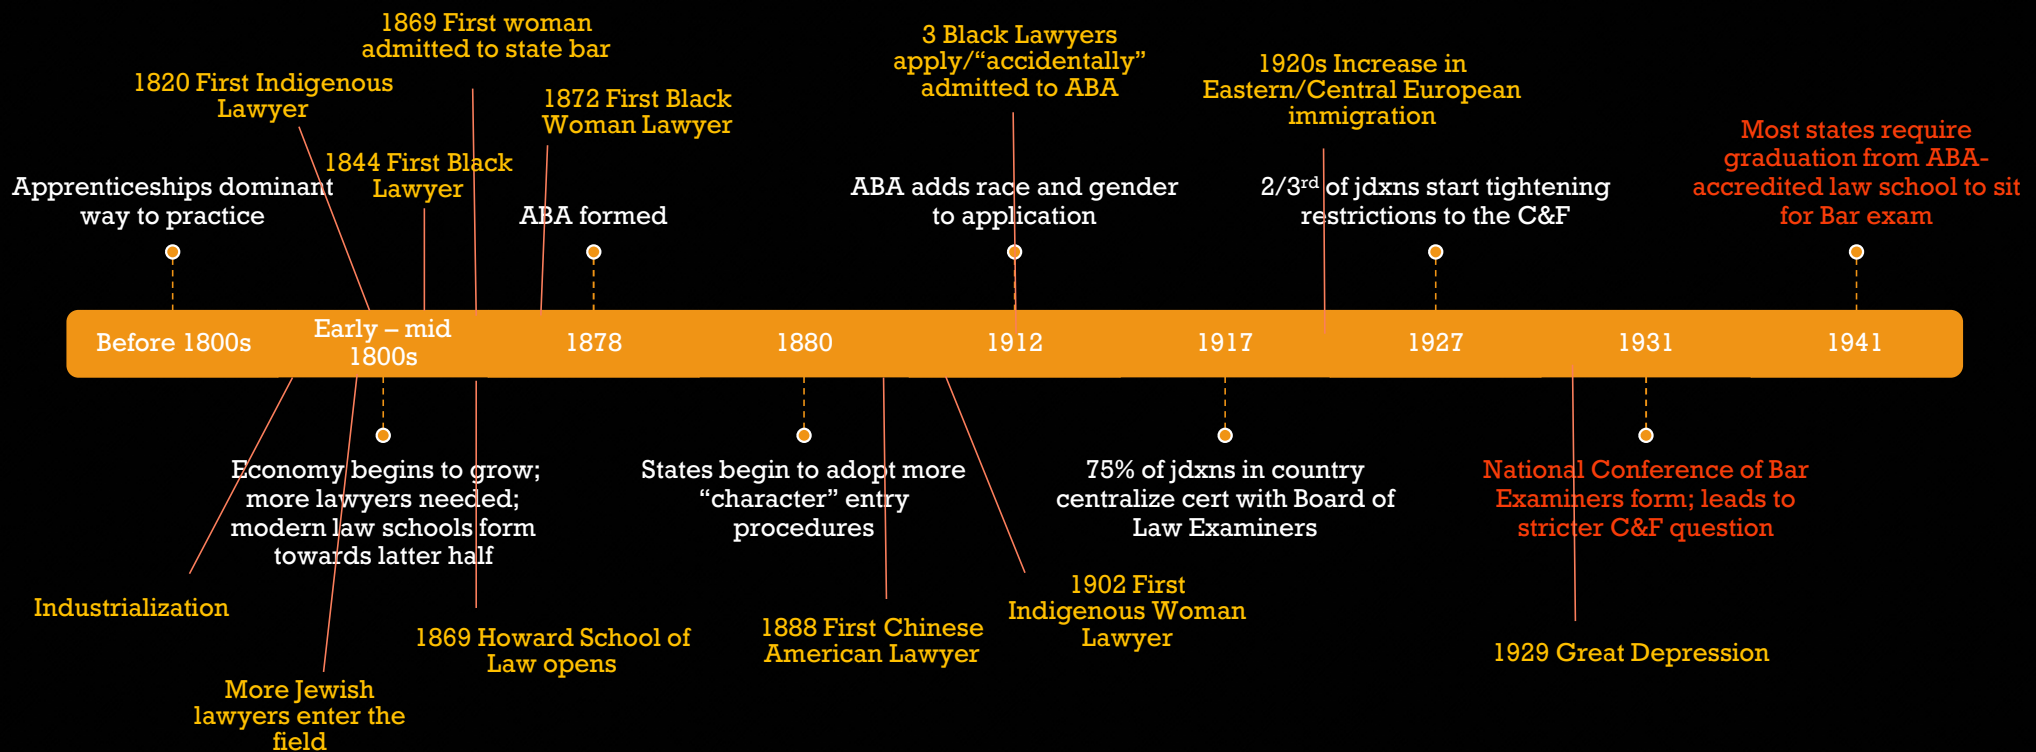 1869 First woman
admitted to state bar
3 Black Lawyers
apply/“accidentally”
admitted to ABA
1920s Increase in
Eastern/Central European
immigration
1820 First Indigenous
Lawyer
1872 First Black
Woman Lawyer
1844 First Black
Lawyer
Most states require
graduation from ABA-
accredited law school to sit
for Bar exam
Apprenticeships dominant
way to practice
ABA formed
ABA adds race and gender
to application
2/3rd of jdxns start tightening
restrictions to the C&F
Before 1800s
Early – mid
1800s
1878
1880
1912
1917
1927
1931
1941
Economy begins to grow;
more lawyers needed;
modern law schools form
towards latter half
States begin to adopt more
“character” entry
procedures
75% of jdxns in country
centralize cert with Board of
Law Examiners
National Conference of Bar
Examiners form; leads to
stricter C&F question
Industrialization
More Jewish
lawyers enter the
field
1869 Howard School of
Law opens
1888 First Chinese
American Lawyer
1902 First
Indigenous Woman
Lawyer
1929 Great Depression